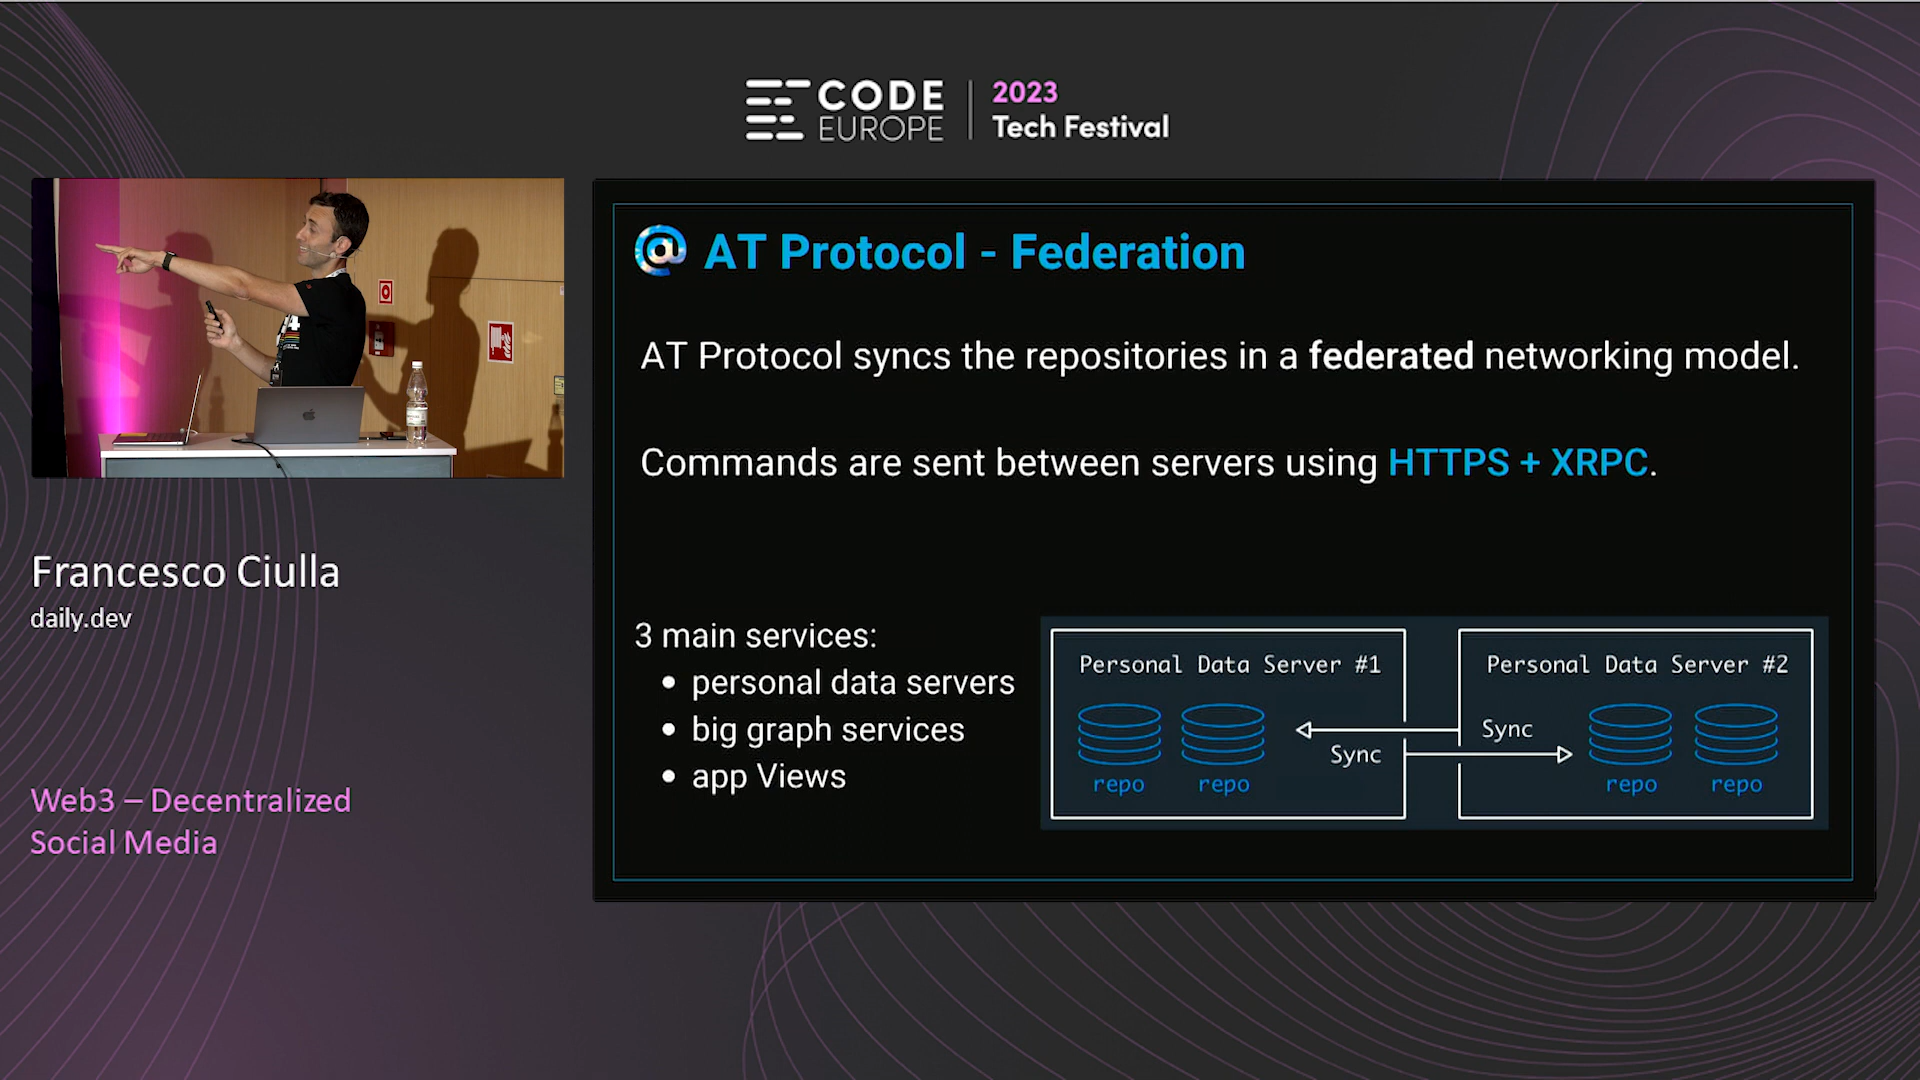 CODE
EUROPE
2023
Tech Festival
@ AT Protocol - Federation
AT Protocol syncs the repositories in a federated networking model.
Commands are sent between servers using HTTPS + XRPC.
3 main services:
• personal data servers
• big graph services
• app Views
Personal Data Server #1
repo
repo
Sync
Personal Data Server #2
Sync
repo
repo
Francesco Ciulla
daily.dev
Web3 – Decentralized
Social Media